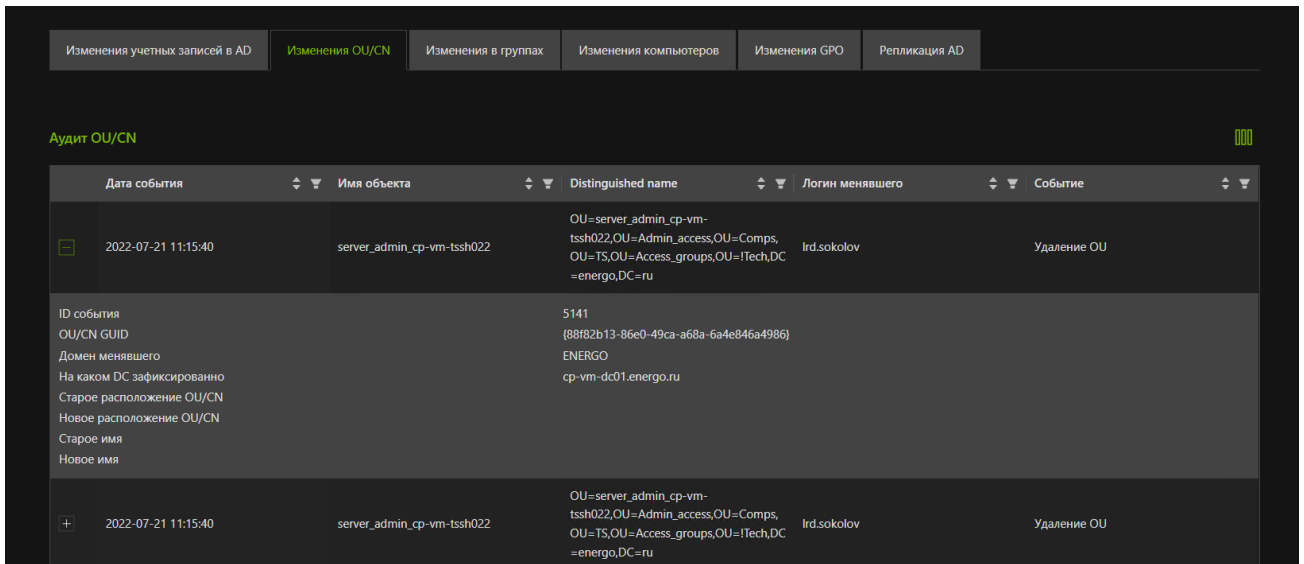 Изменения учетных записей в AD
Изменения OU/CN
Изменения в группах
Изменения компьютеров
Изменения GPO
Репликация AD
Аудит OU/CN
Дата события
Имя объекта
Distinguished name
Логин менявшего
Событие
2022-07-21 11:15:40
server_admin_cp-vm-tssh022
OU=server_admin_cp-vm-
tssh022,OU=Admin_access,OU=Comps,
OU=TS,OU=Access_groups,OU=!Tech,DC
=energo,DC=ru
lrd.sokolov
Удаление OU
ID события
5141
OU/CN GUID
{88f82b13-86e0-49ca-a68a-6a4e846a4986}
Домен менявшего
ENERGO
На каком DC зафиксированно
cp-vm-dc01.energo.ru
Старое расположение OU/CN
Новое расположение OU/CN
Старое имя
Новое имя
2022-07-21 11:15:40
server_admin_cp-vm-tssh022
OU=server_admin_cp-vm-
tssh022,OU=Admin_access,OU=Comps,
OU=TS,OU=Access_groups,OU=!Tech,DC
=energo,DC=ru
lrd.sokolov
Удаление OU